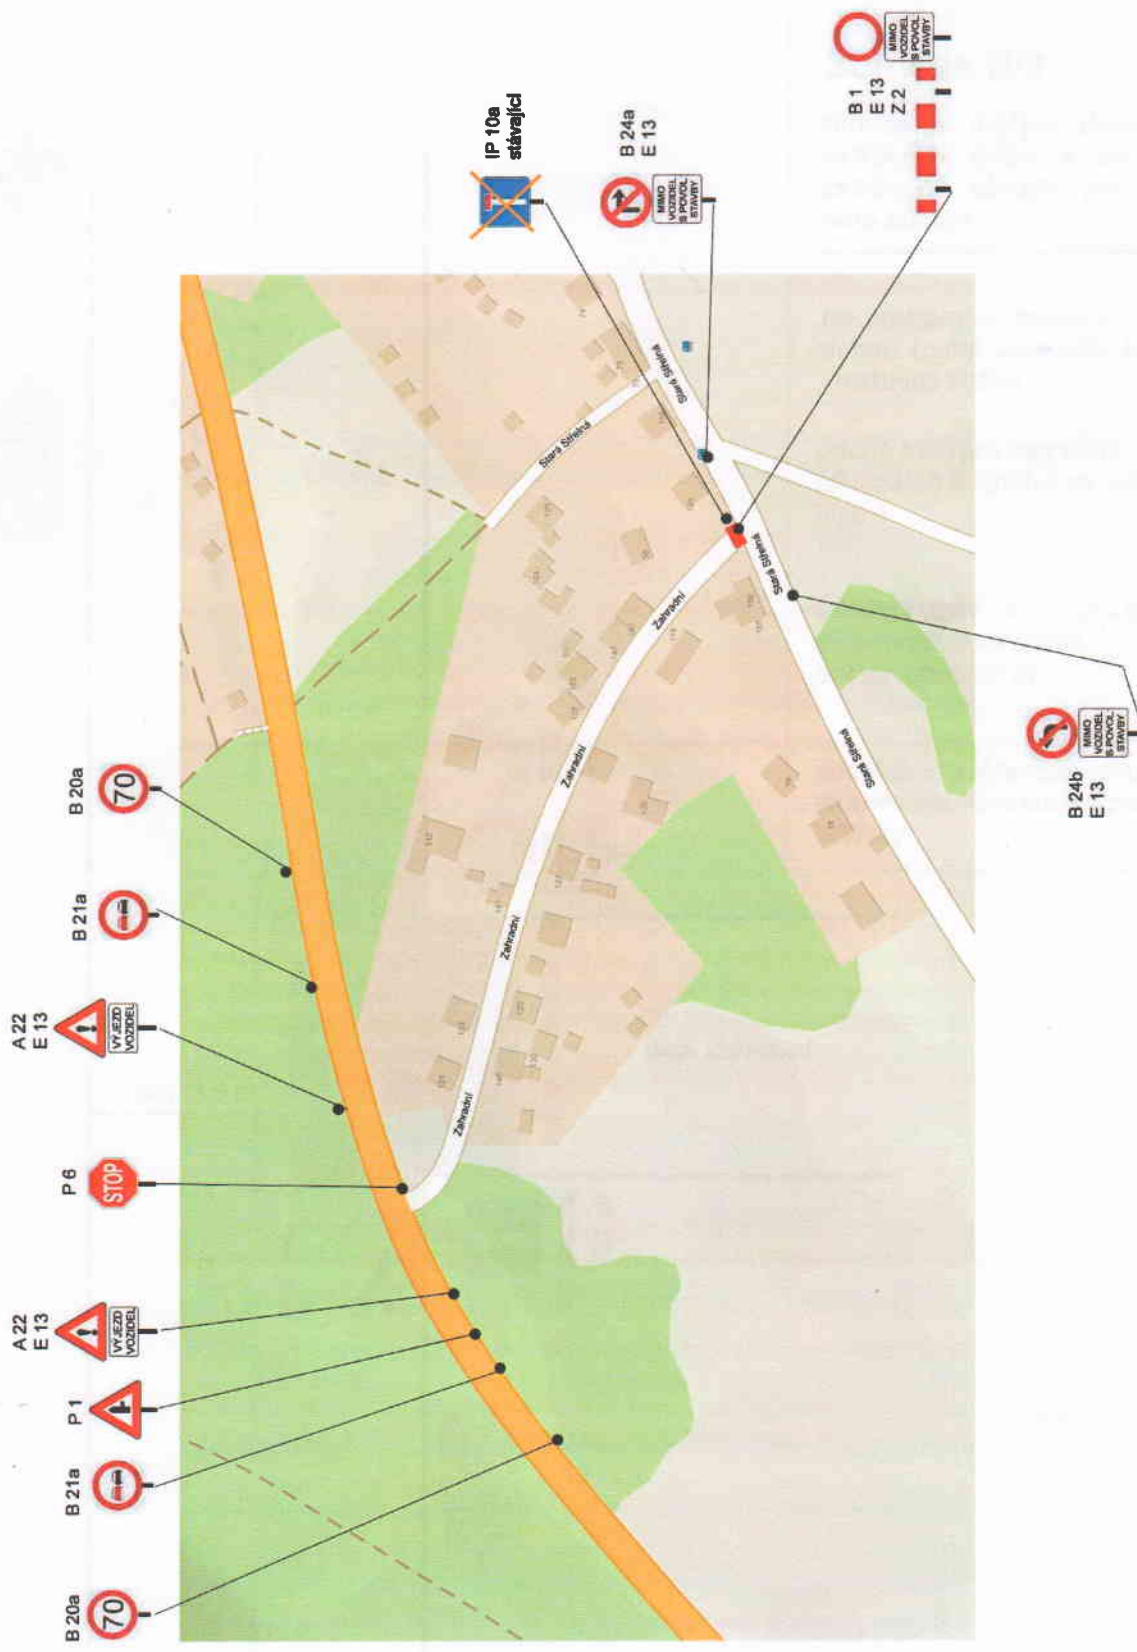 B 20a
70
B 21a
P 1
A 22
E 13
VÝJEZD
VOZIDEL
P 6
STOP
A 22
E 13
VÝJEZD
VOZIDEL
B 21a
B 20a
70
IP 10a
stávající
B 24a
E 13
MIMO
VOZIDEL
S POVOL.
STAVBY
B 1
E 13
Z 2
MIMO
VOZIDEL
S POVOL.
STAVBY
B 24b
E 13
MIMO
VOZIDEL
S POVOL.
STAVBY
Zahradní
Zahradní
Zahradní
Zahradní
Stará Střelná
Stará Střelná
Stará Střelná
Stará Střelná